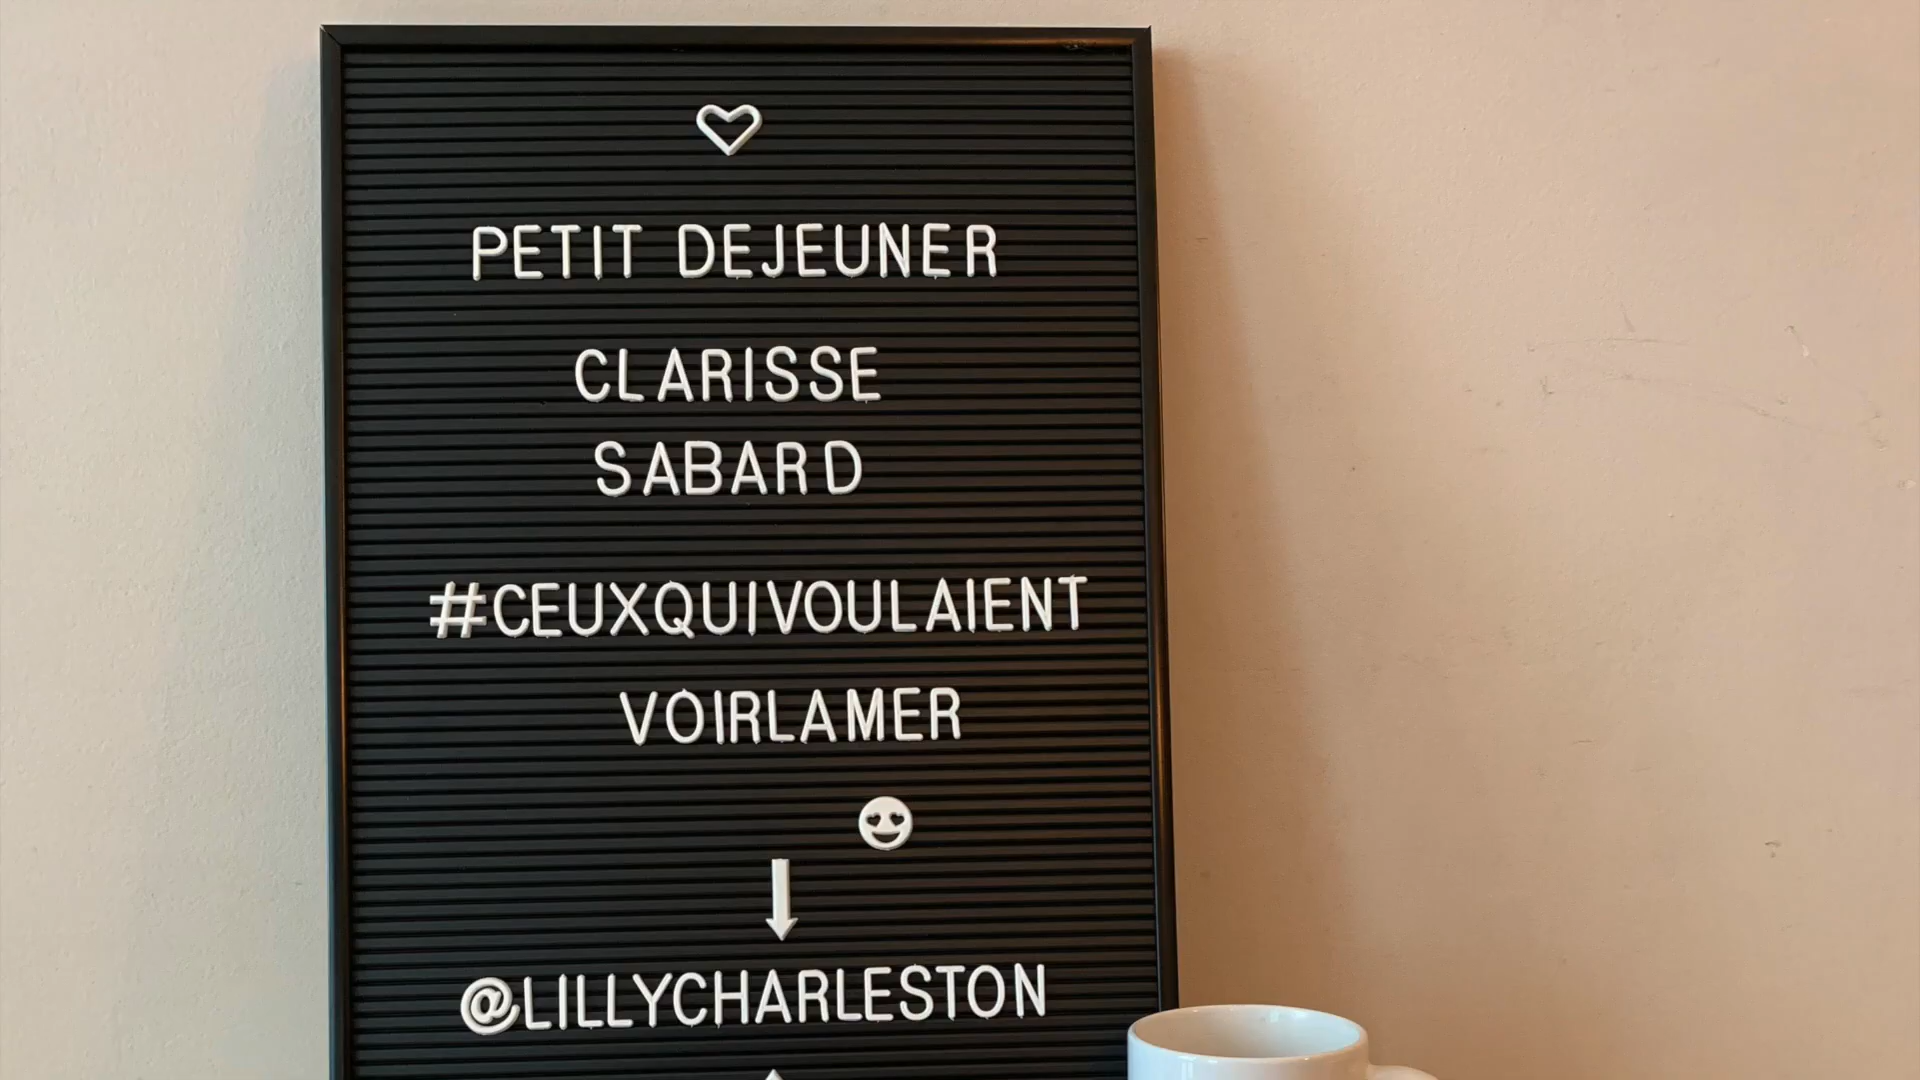 PETIT DEJEUNER
CLARISSE
SABARD
#CEUXQUIVOULAIENT
VOIRLAMER
@LILLYCHARLESTON